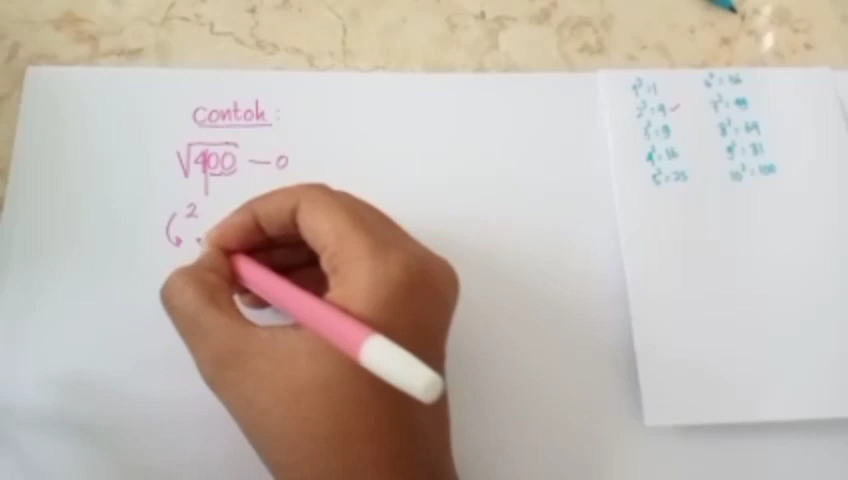 Contoh :
√400 – 0
2
1² = 1
2² = 4 ✓
3² = 9
4² = 16
5² = 25
6² = 36
7² = 49
8² = 64
9² = 81
10² = 100